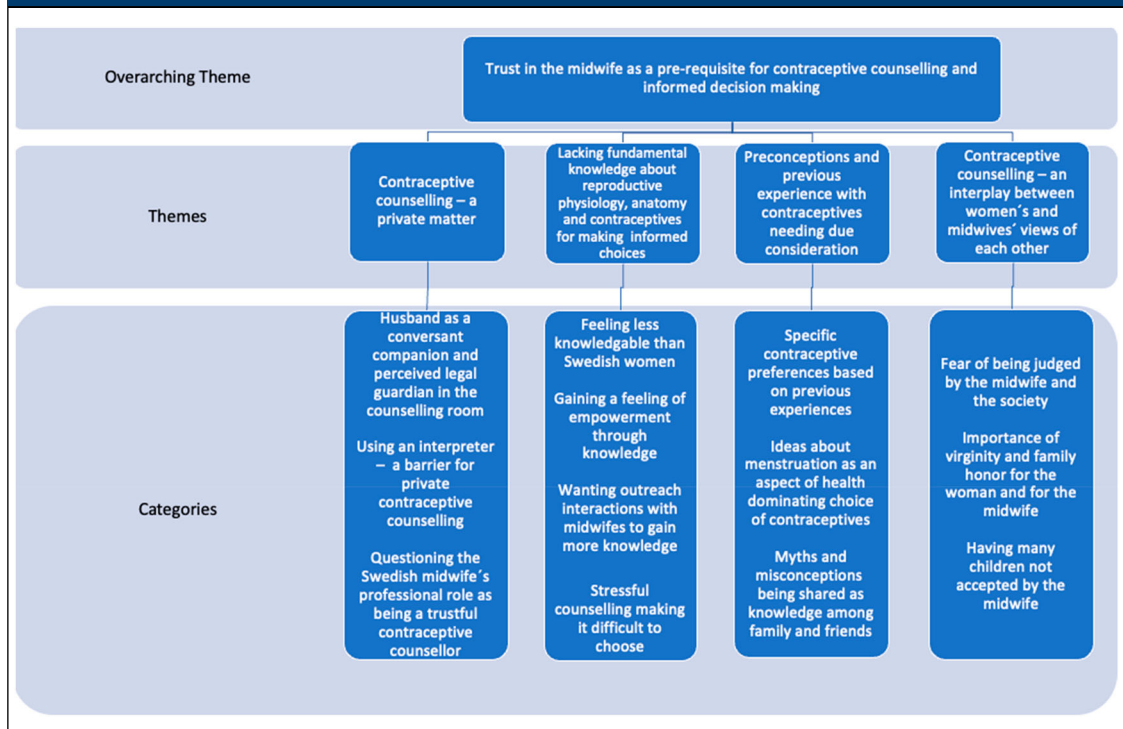 Overarching Theme
Trust in the midwife as a pre-requisite for contraceptive counselling and
informed decision making
Themes
Contraceptive
counselling – a
private matter
Lacking fundamental
knowledge about
reproductive
physiology, anatomy
and contraceptives
for making informed
choices
Preconceptions and
previous
experience with
contraceptives
needing due
consideration
Contraceptive
counselling – an
interplay between
women´s and
midwives´ views of
each other
Categories
Husband as a
conversant
companion and
perceived legal
guardian in the
counselling room
Using an interpreter
– a barrier for
private
contraceptive
counselling
Questioning the
Swedish midwife´s
professional role as
being a trustful
contraceptive
counsellor
Feeling less
knowledgable than
Swedish women
Gaining a feeling of
empowerment
through
knowledge
Wanting outreach
interactions with
midwifes to gain
more knowledge
Stressful
counselling making
it difficult to
choose
Specific
contraceptive
preferences based
on previous
experiences
Ideas about
menstruation as an
aspect of health
dominating choice
of contraceptives
Myths and
misconceptions
being shared as
knowledge among
family and friends
Fear of being judged
by the midwife and
the society
Importance of
virginity and family
honor for the
woman and for the
midwife
Having many
children not
accepted by the
midwife